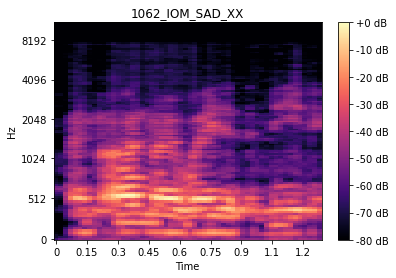 1062_IOM_SAD_XX
Hz
8192
4096
2048
1024
512
0
0 0.15 0.3 0.45 0.6 0.75 0.9 1.1 1.2
Time
+0 dB
-10 dB
-20 dB
-30 dB
-40 dB
-50 dB
-60 dB
-70 dB
-80 dB